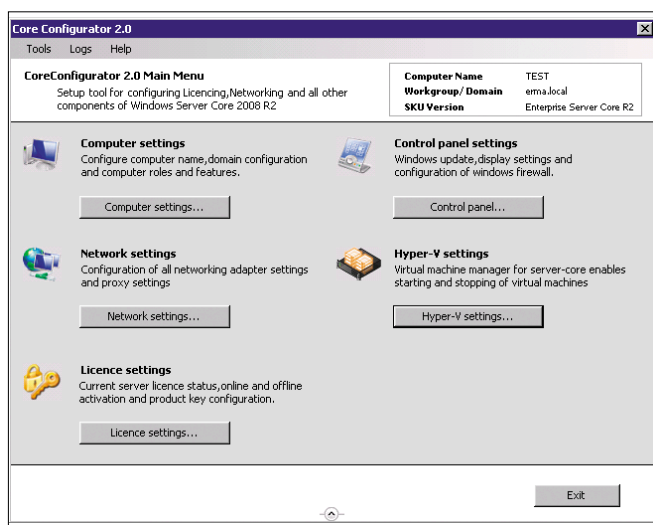 Core Configurator 2.0
Tools Logs Help
CoreConfigurator 2.0 Main Menu
Setup tool for configuring Licencing,Networking and all other
components of Windows Server Core 2008 R2
Computer Name TEST
Workgroup/Domain erma.local
SKU Version Enterprise Server Core R2
Computer settings
Configure computer name,domain configuration
and computer roles and features.
Computer settings...
Control panel settings
Windows update,display settings and
configuration of windows firewall.
Control panel...
Network settings
Configuration of all networking adapter settings
and proxy settings
Network settings...
Hyper-V settings
Virtual machine manager for server-core enables
starting and stopping of virtual machines
Hyper-V settings...
Licence settings
Current server licence status,online and offline
activation and product key configuration.
Licence settings...
Exit